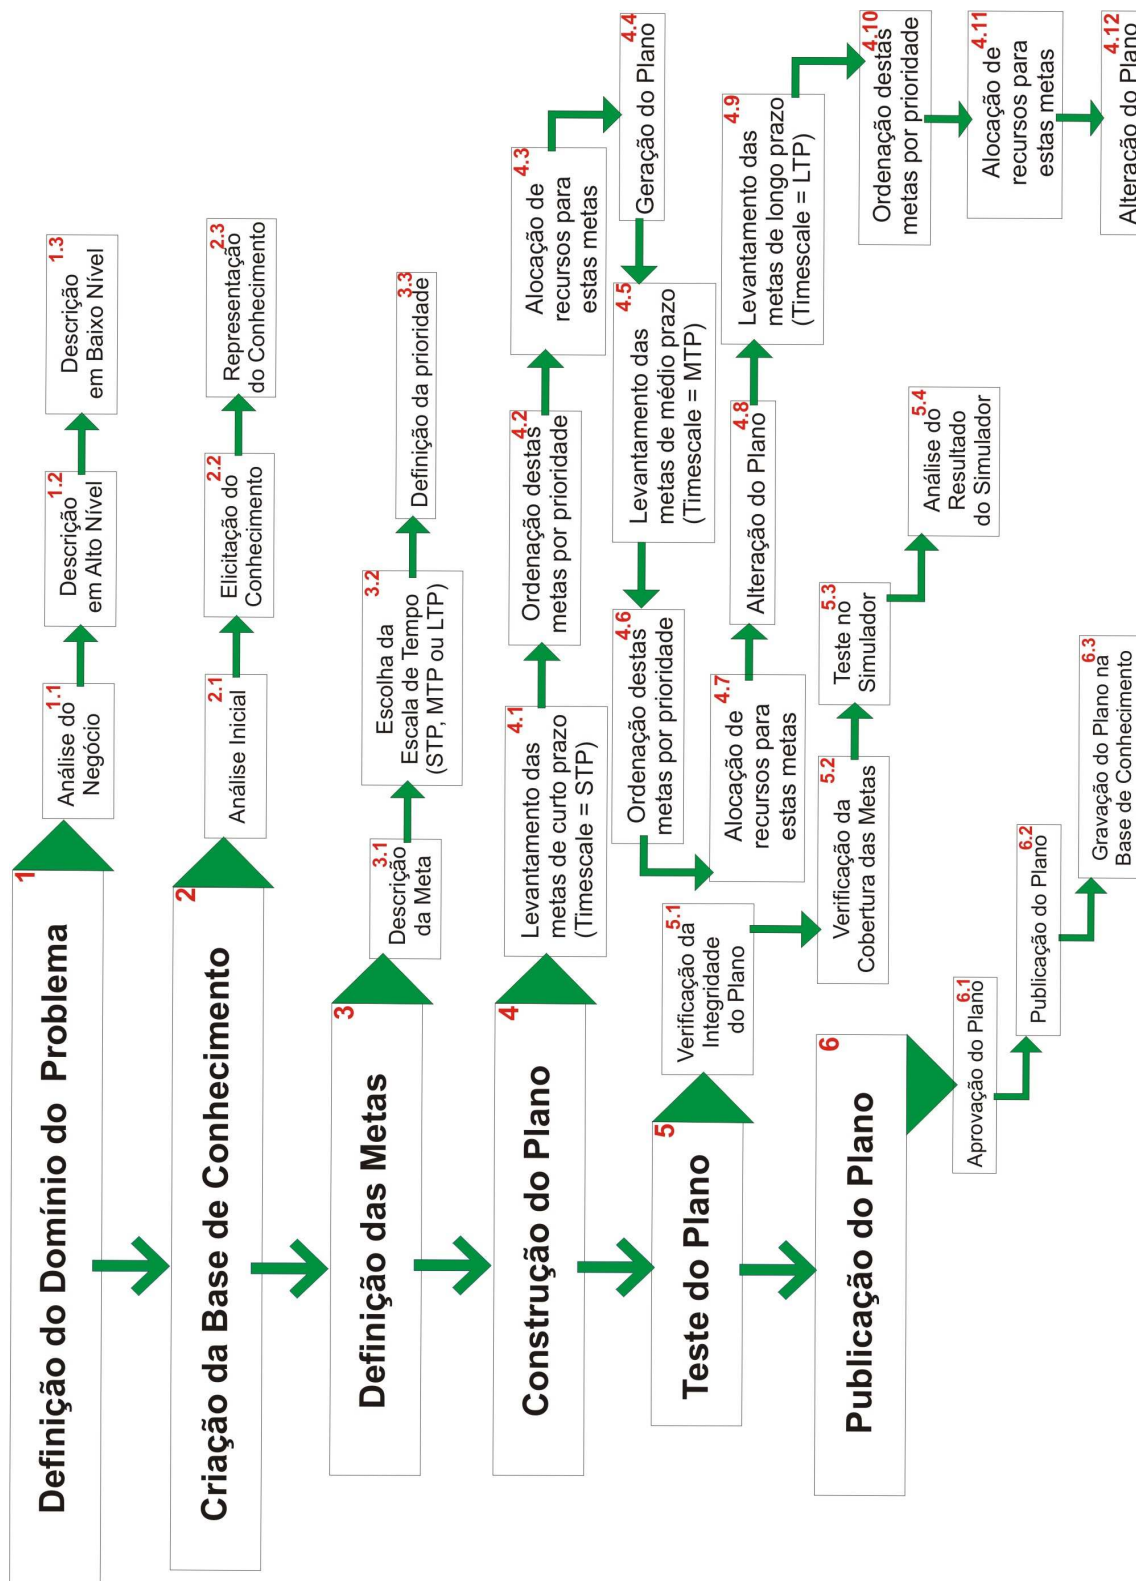 1
Definição do Domínio do Problema
1.1
Análise do
Negócio
1.2
Descrição
em Alto Nível
1.3
Descrição
em Baixo Nível
2
Criação da Base de Conhecimento
2.1
Análise Inicial
2.2
Elicitação do
Conhecimento
2.3
Representação
do Conhecimento
3
Definição das Metas
3.1
Descrição
da Meta
3.2
Escolha da
Escala de Tempo
(STP, MTP ou LTP)
3.3
Definição da prioridade
4
Construção do Plano
4.1
Levantamento das
metas de curto prazo
(Timescale = STP)
4.2
Ordenação destas
metas por prioridade
4.3
Alocação de
recursos para
estas metas
4.4
Geração do Plano
4.5
Levantamento das
metas de médio prazo
(Timescale = MTP)
4.6
Ordenação destas
metas por prioridade
4.7
Alocação de
recursos para
estas metas
4.8
Alteração do Plano
4.9
Levantamento das
metas de longo prazo
(Timescale = LTP)
4.10
Ordenação destas
metas por prioridade
4.11
Alocação de
recursos para
estas metas
4.12
Alteração do Plano
5
Teste do Plano
5.1
Verificação da
Integridade
do Plano
5.2
Verificação da
Cobertura das Metas
5.3
Teste no
Simulador
5.4
Análise do
Resultado
do Simulador
6
Publicação do Plano
6.1
Aprovação do Plano
6.2
Publicação do Plano
6.3
Gravação do Plano na
Base de Conhecimento